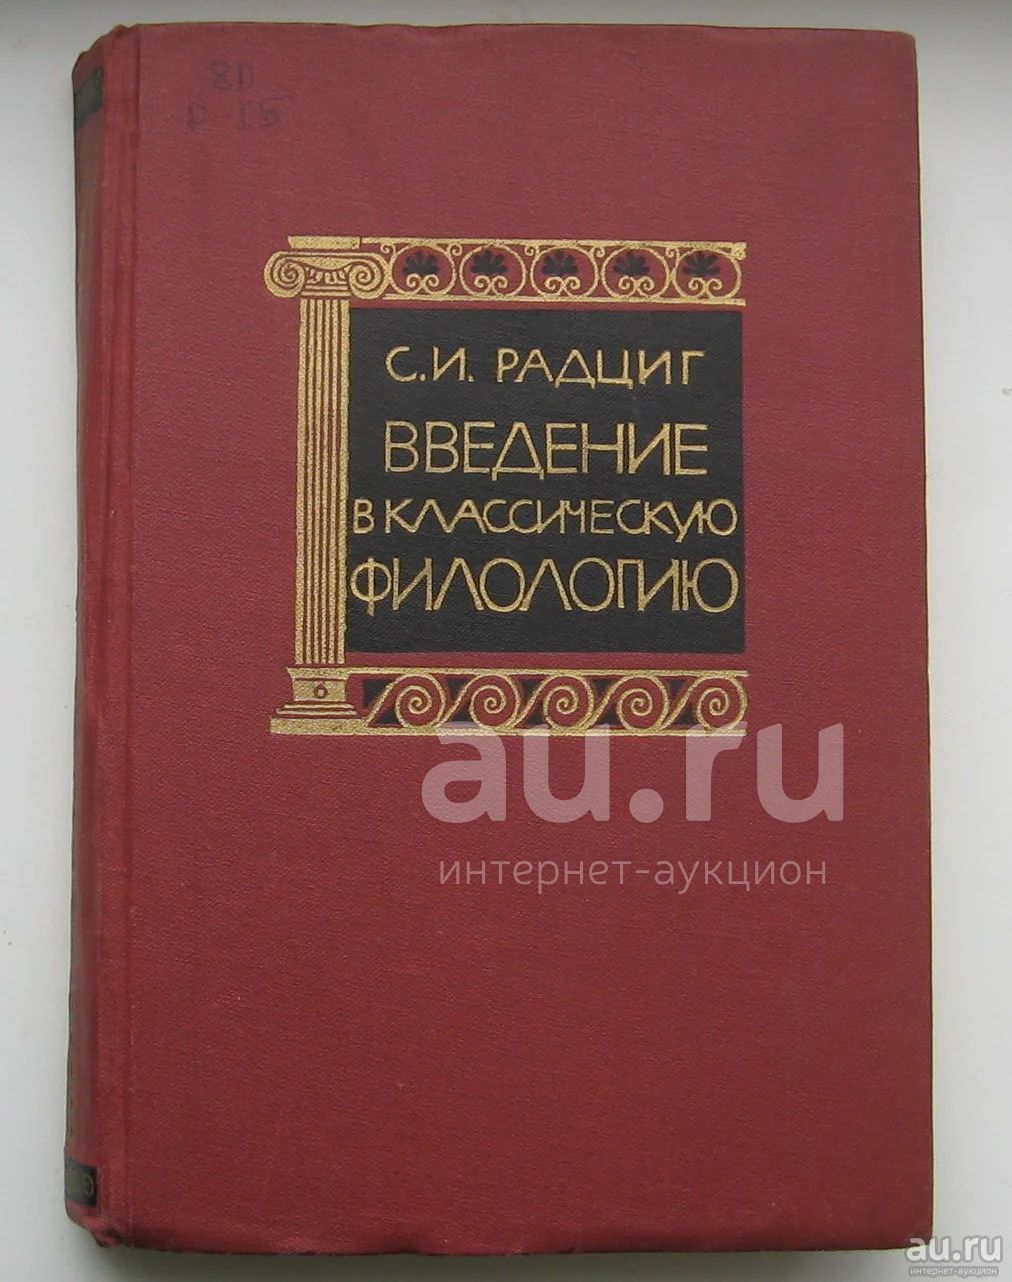 С.И. РАДЦИГ
ВВЕДЕНИЕ
В КЛАССИЧЕСКУЮ
ФИЛОЛОГИЮ
au.ru
интернет-аукцион
au.ru
интернет-аукцион